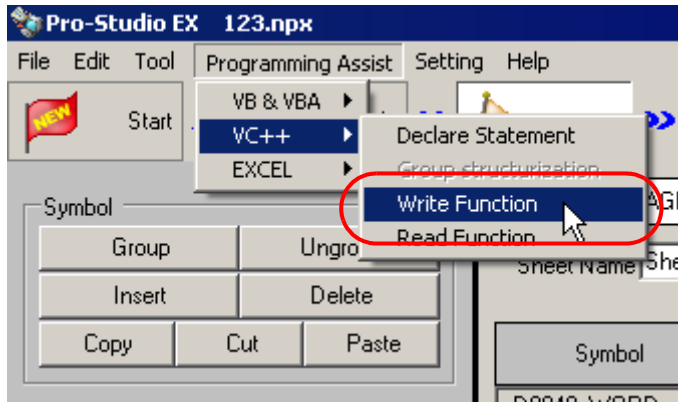 Pro-Studio EX 123.npx
File Edit Tool Programming Assist Setting Help
NEW Start
VB & VBA
VC++
EXCEL
Declare Statement
Group structurization
Write Function
Read Function
Symbol
Group
Insert Delete
Copy Cut Paste
Sheet Name
Symbol